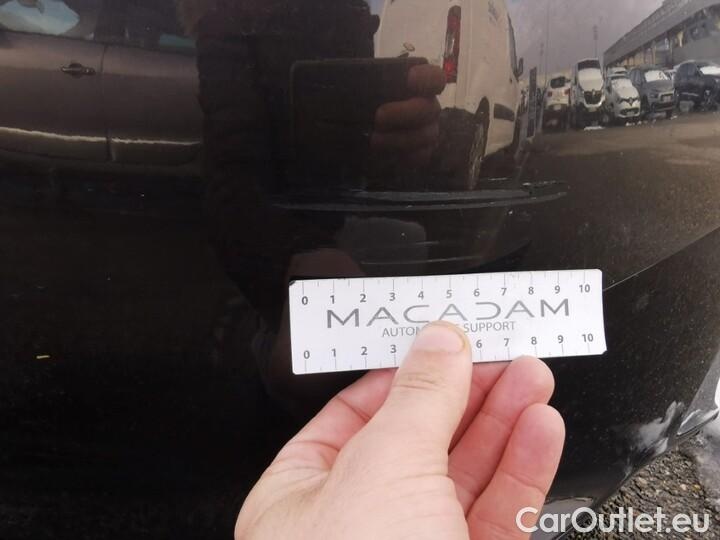 0 1 2 3 4 5 6 7 8 9 10
MACADAM
SUPPORT
0 1 2 3 6 7 8 9 10
CarOutlet.eu